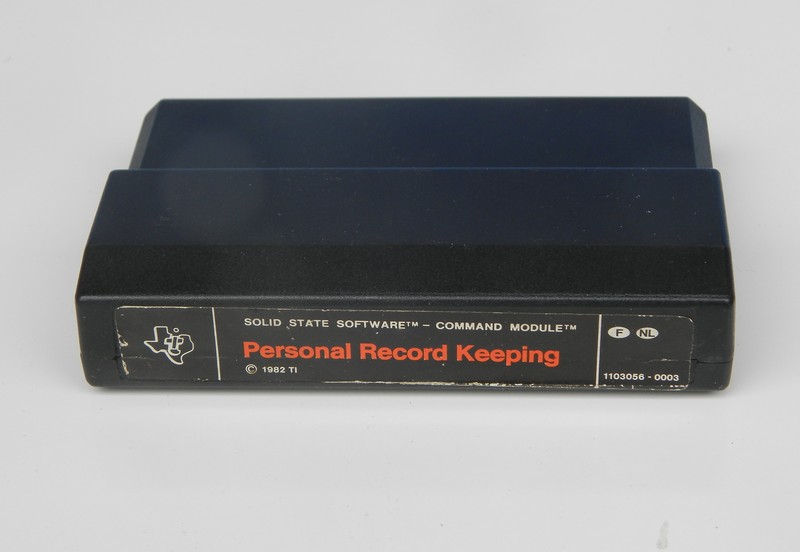 SOLID STATE SOFTWARE™ – COMMAND MODULE™
Personal Record Keeping
© 1982 TI
F NL
1103056 - 0003